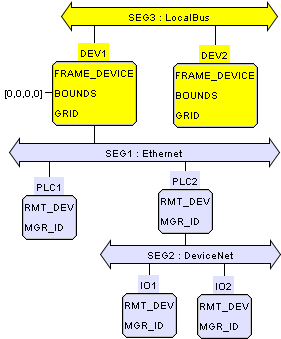 SEG3 : LocalBus
DEV1
DEV2
FRAME_DEVICE
FRAME_DEVICE
[0,0,0,0]
BOUNDS
BOUNDS
GRID
GRID
SEG1 : Ethernet
PLC1
PLC2
RMT_DEV
RMT_DEV
MGR_ID
MGR_ID
SEG2 : DeviceNet
IO1
IO2
RMT_DEV
RMT_DEV
MGR_ID
MGR_ID